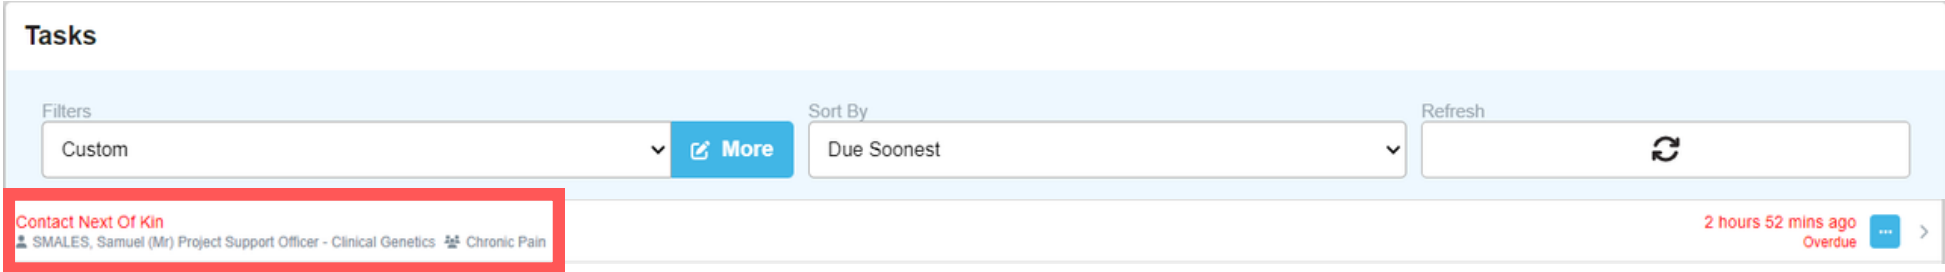 Tasks
Filters
Sort By
Refresh
Custom
More
Due Soonest
Contact Next Of Kin
2 hours 52 mins ago
SMALES, Samuel (Mr) Project Support Officer - Clinical Genetics Chronic Pain
Overdue